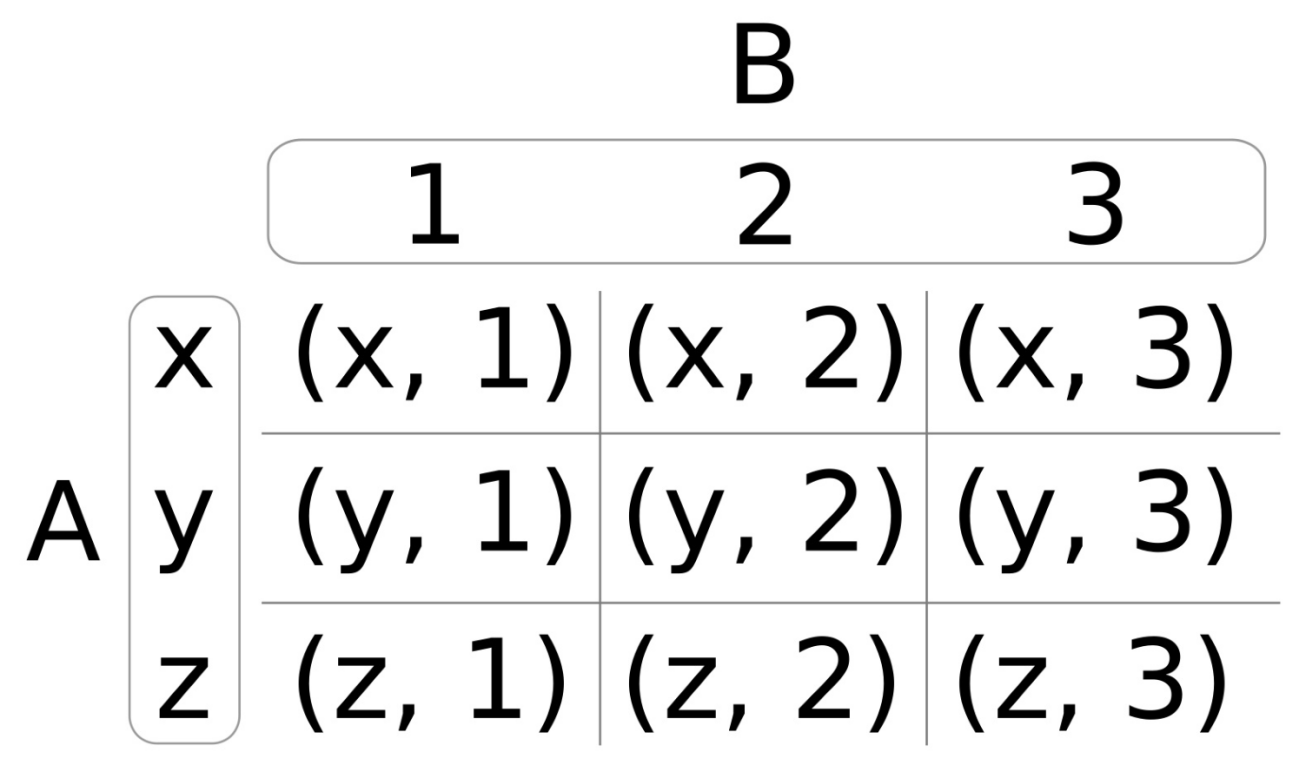 B
1 2 3
x (x, 1) (x, 2) (x, 3)
A y (y, 1) (y, 2) (y, 3)
z (z, 1) (z, 2) (z, 3)